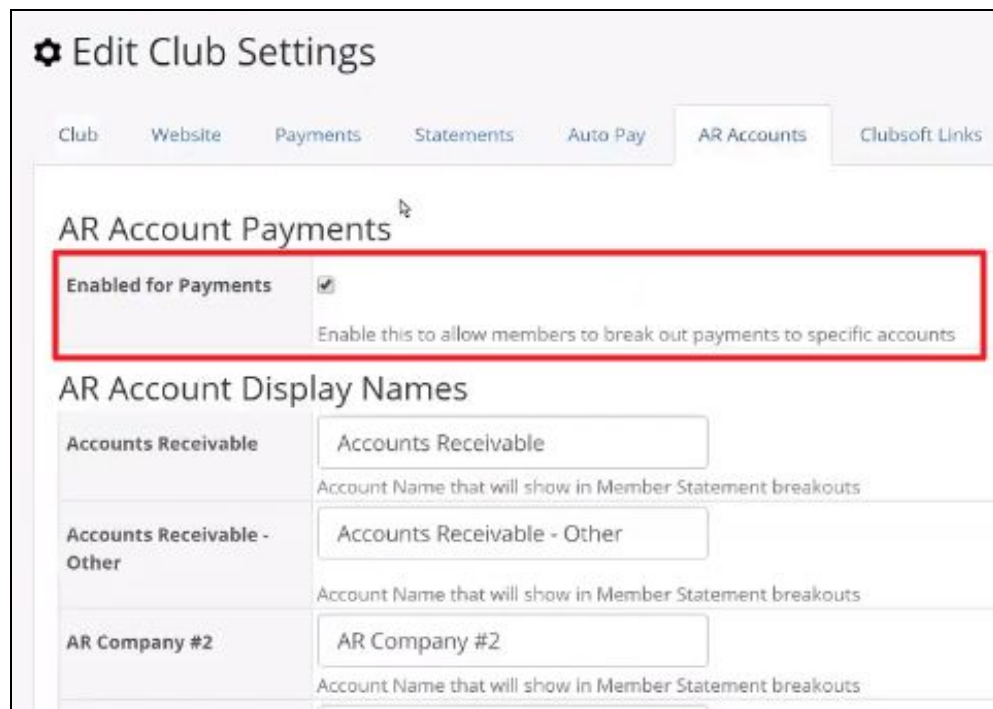 Edit Club Settings
Club Website Payments Statements Auto Pay AR Accounts Clubsoft Links
AR Account Payments
Enabled for Payments
Enable this to allow members to break out payments to specific accounts
AR Account Display Names
Accounts Receivable Accounts Receivable
Account Name that will show in Member Statement breakouts
Accounts Receivable - Accounts Receivable - Other
Other
Account Name that will show in Member Statement breakouts
AR Company #2 AR Company #2
Account Name that will show in Member Statement breakouts